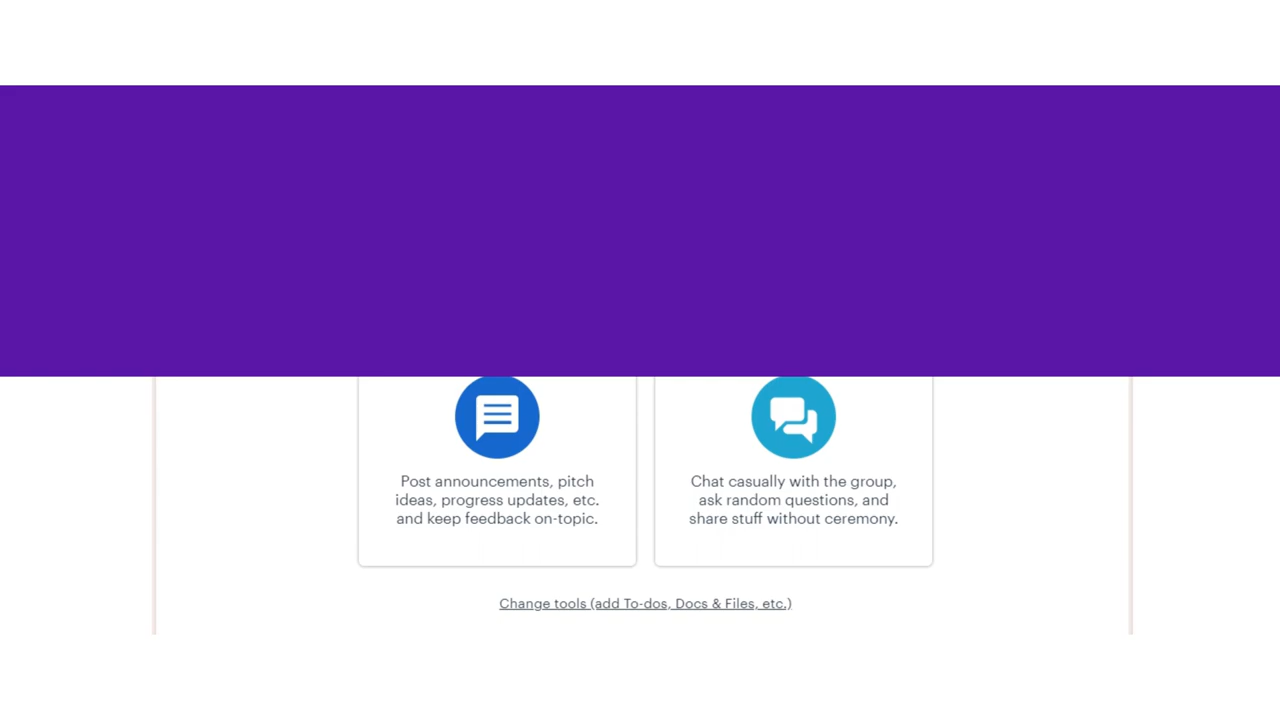 Post announcements, pitch
ideas, progress updates, etc.
and keep feedback on-topic.
Chat casually with the group,
ask random questions, and
share stuff without ceremony.
Change tools (add To-dos, Docs & Files, etc.)